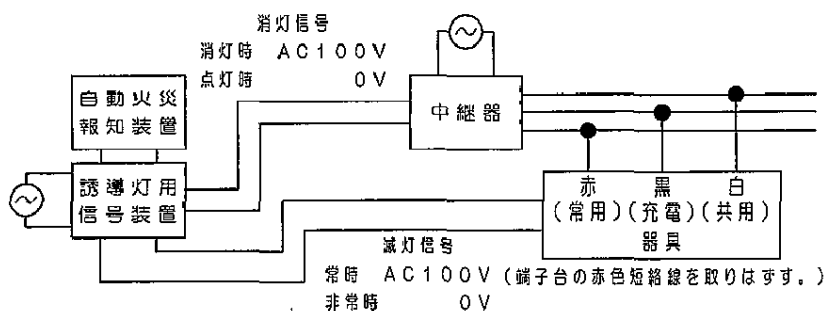 消灯信号
消灯時 AC100V
点灯時 0V
自動火災
報知装置
中継器
誘導灯用
信号装置
赤 黒 白
(常用)(充電)(共用)
器具
減灯信号
常時 AC100V (端子台の赤色短絡線を取りはずす。)
非常時 0V